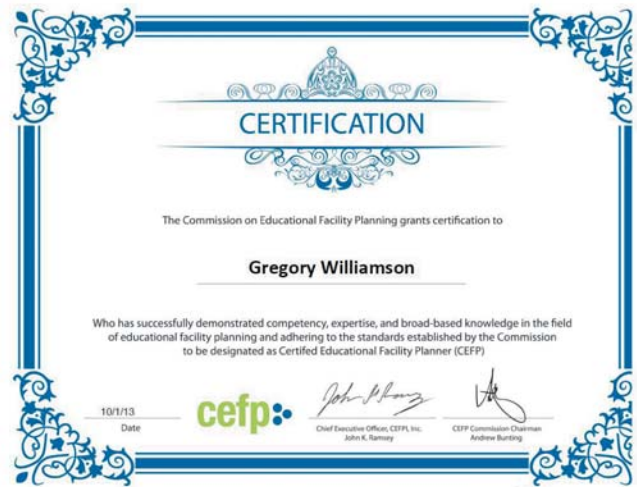 CERTIFICATION
The Commission on Educational Facility Planning grants certification to
Gregory Williamson
Who has successfully demonstrated competency, expertise, and broad-based knowledge in the field
of educational facility planning and adhering to the standards established by the Commission
to be designated as Certifed Educational Facility Planner (CEFP)
10/1/13
Date
cefp
Chief Executive Officer, CEFPI, Inc.
John K. Ramsey
CEFP Commission Chairman
Andrew Bunting